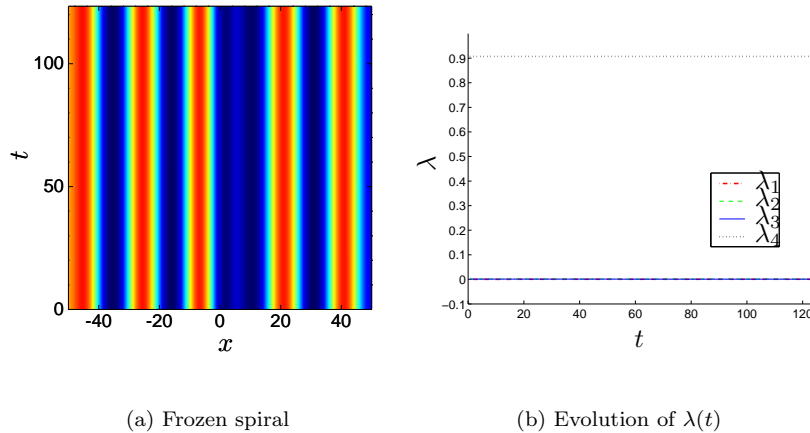 100
50
0
t
-40 -20 0 20 40
x
0.9
0.8
0.7
0.6
0.5
0.4
0.3
0.2
0.1
0
−0.1
λ
0 20 40 60 80 100 120
t
λ1
λ2
λ3
λ4
(a) Frozen spiral
(b) Evolution of λ(t)